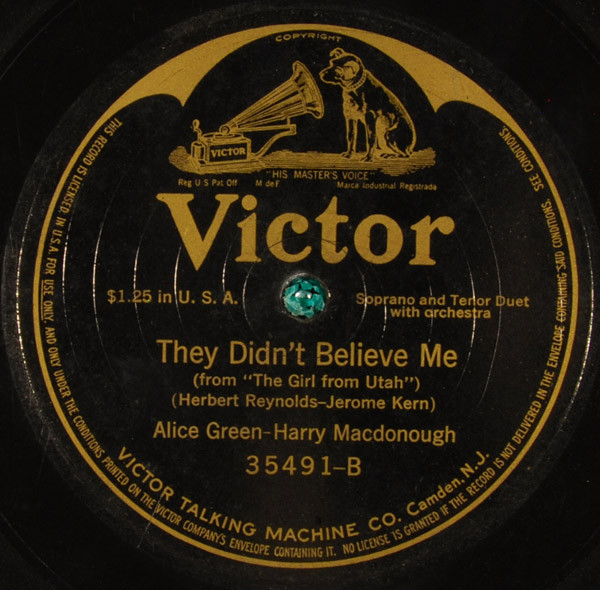 COPYRIGHT
VICTOR
"HIS MASTER'S VOICE"
Reg U S Pat Off M de F Marca Industrial Registrada
Victor
$1.25 in U. S. A.
Soprano and Tenor Duet
with orchestra
They Didn't Believe Me
(from "The Girl from Utah")
(Herbert Reynolds-Jerome Kern)
Alice Green-Harry Macdonough
35491-B
VICTOR TALKING MACHINE CO. Camden, N.J.
THIS RECORD IS LICENSED, IN U.S.A. FOR USE ONLY, AND ONLY UNDER THE CONDITIONS PRINTED ON THE VICTOR COMPANY'S ENVELOPE CONTAINING IT. NO LICENSE IS GRANTED IF THE RECORD IS NOT DELIVERED IN THE ENVELOPE CONTAINING SAID CONDITIONS. SEE CONDITIONS.